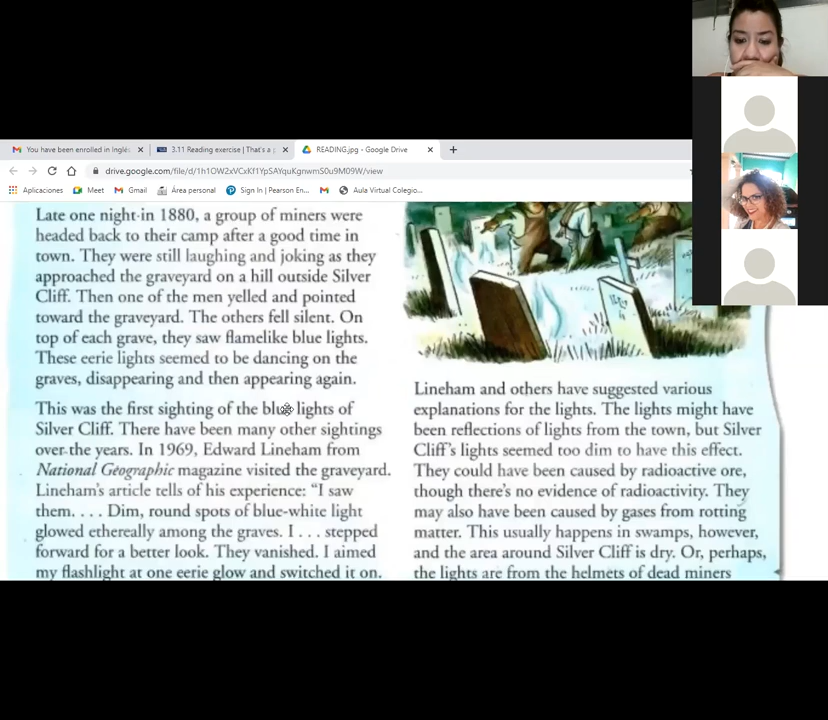 You have been enrolled in Inglés
3.11 Reading exercise | That's a p
READING.jpg - Google Drive
drive.google.com/file/d/1h1OW2xVCxKf1YpSAYquKgnwmS0u9M09W/view
Aplicaciones
Meet
Gmail
Área personal
Sign In | Pearson En...
Aula Virtual Colegio...
Late one night in 1880, a group of miners were
headed back to their camp after a good time in
town. They were still laughing and joking as they
approached the graveyard on a hill outside Silver
Cliff. Then one of the men yelled and pointed
toward the graveyard. The others fell silent. On
top of each grave, they saw flamelike blue lights.
These eerie lights seemed to be dancing on the
graves, disappearing and then appearing again.
This was the first sighting of the blue lights of
Silver Cliff. There have been many other sightings
over the years. In 1969, Edward Lineham from
National Geographic magazine visited the graveyard.
Lineham's article tells of his experience: "I saw
them. . . . Dim, round spots of blue-white light
glowed ethereally among the graves. I . . . stepped
forward for a better look. They vanished. I aimed
my flashlight at one eerie glow and switched it on.
Lineham and others have suggested various
explanations for the lights. The lights might have
been reflections of lights from the town, but Silver
Cliff's lights seemed too dim to have this effect.
They could have been caused by radioactive ore,
though there's no evidence of radioactivity. They
may also have been caused by gases from rotting
matter. This usually happens in swamps, however,
and the area around Silver Cliff is dry. Or, perhaps,
the lights are from the helmets of dead miners